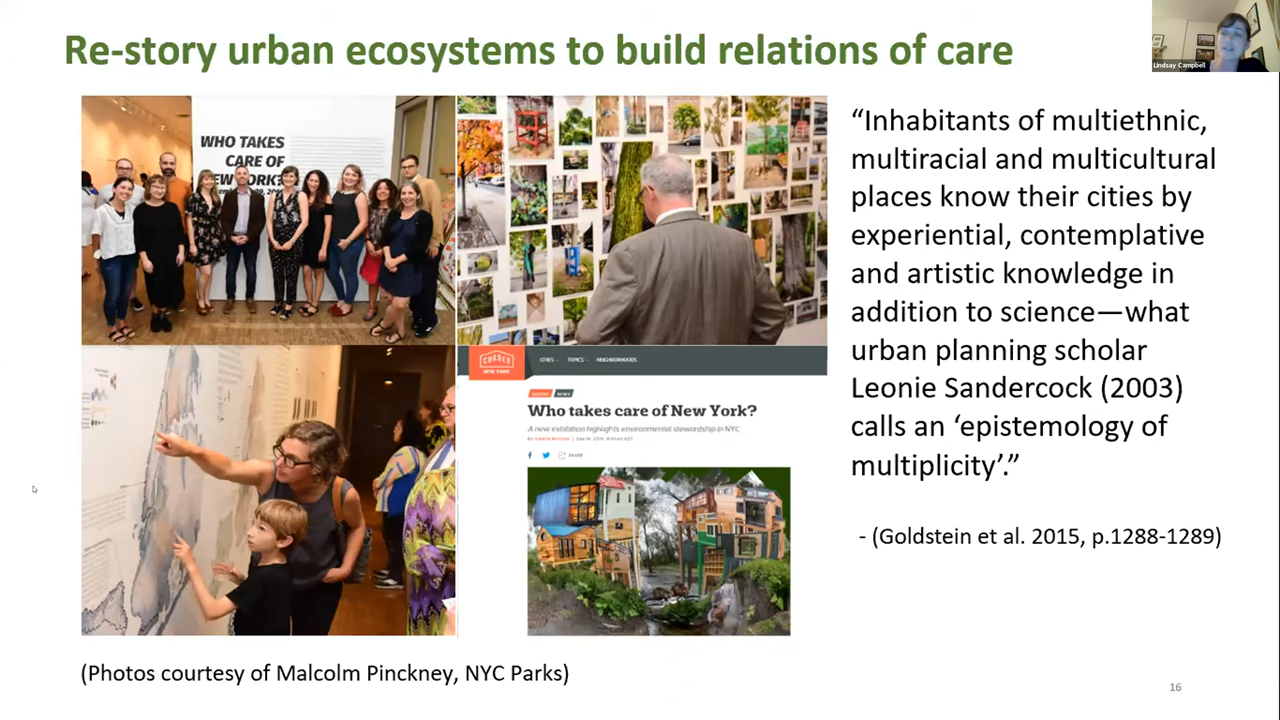 Re-story urban ecosystems to build relations of care
Lindsay Campbell
WHO TAKES
CARE OF
NEW YORK?
“Inhabitants of multiethnic,
multiracial and multicultural
places know their cities by
experiential, contemplative
and artistic knowledge in
addition to science—what
urban planning scholar
Leonie Sandercock (2003)
calls an ‘epistemology of
multiplicity’.”
- (Goldstein et al. 2015, p.1288-1289)
CURBED
NEW YORK
CITIES
TOPICS
NEIGHBORHOODS
Who takes care of New York?
A new exhibition highlights environmental stewardship in NYC
SHARE
(Photos courtesy of Malcolm Pinckney, NYC Parks)
16